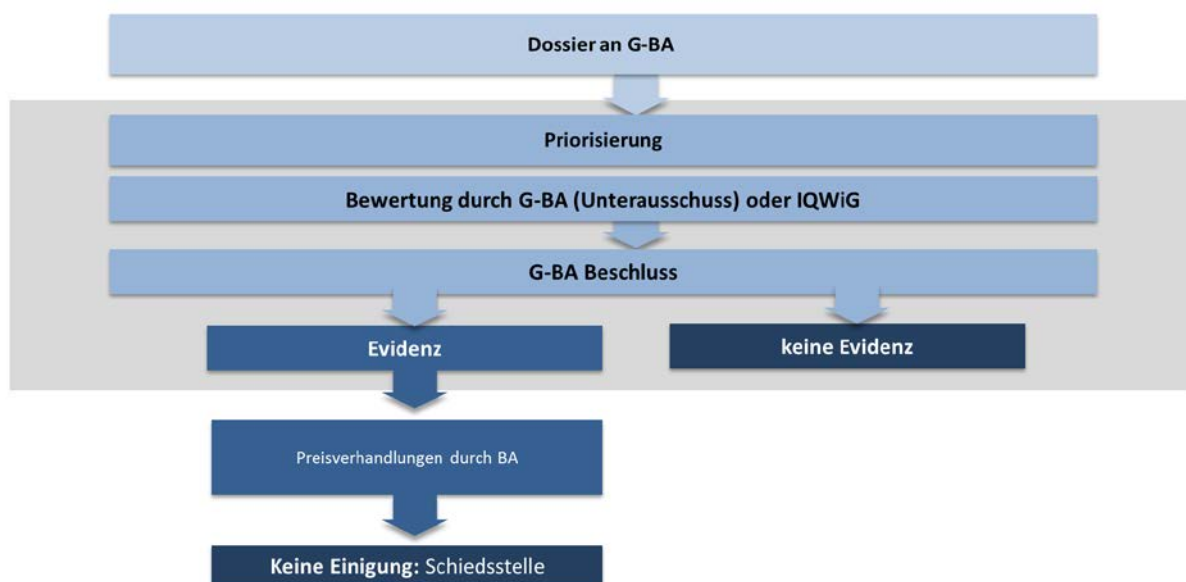 Dossier an G-BA
Priorisierung
Bewertung durch G-BA (Unterausschuss) oder IQWiG
G-BA Beschluss
Evidenz
keine Evidenz
Preisverhandlungen durch BA
Keine Einigung: Schiedsstelle